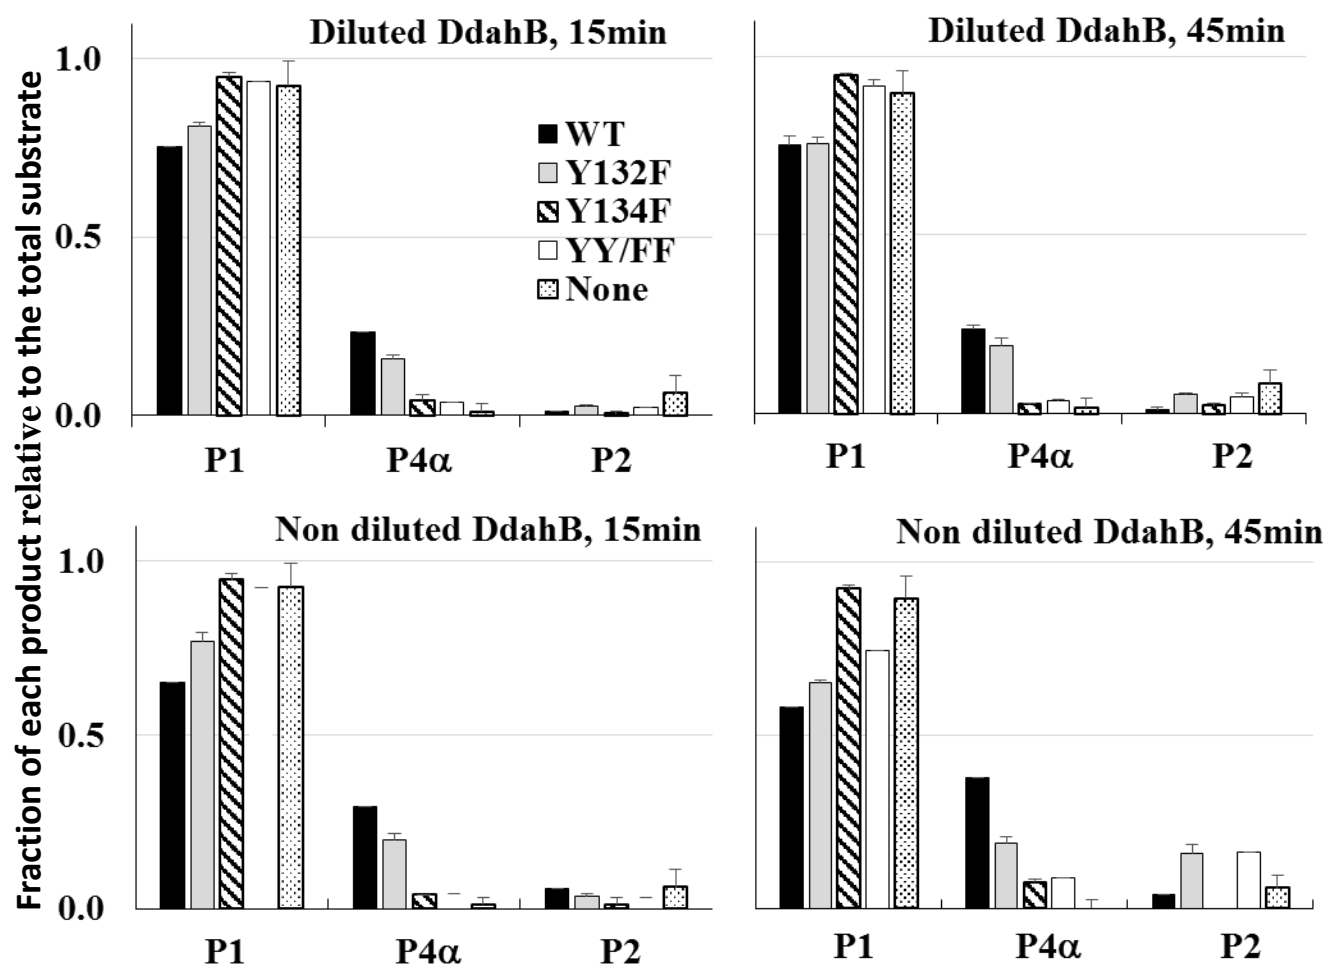 Fraction of each product relative to the total substrate
Diluted DdahB, 15min
1.0
0.5
0.0
WT
Y132F
Y134F
YY/FF
None
P1 P4α P2
Diluted DdahB, 45min
P1 P4α P2
Non diluted DdahB, 15min
1.0
0.5
0.0
P1 P4α P2
Non diluted DdahB, 45min
P1 P4α P2